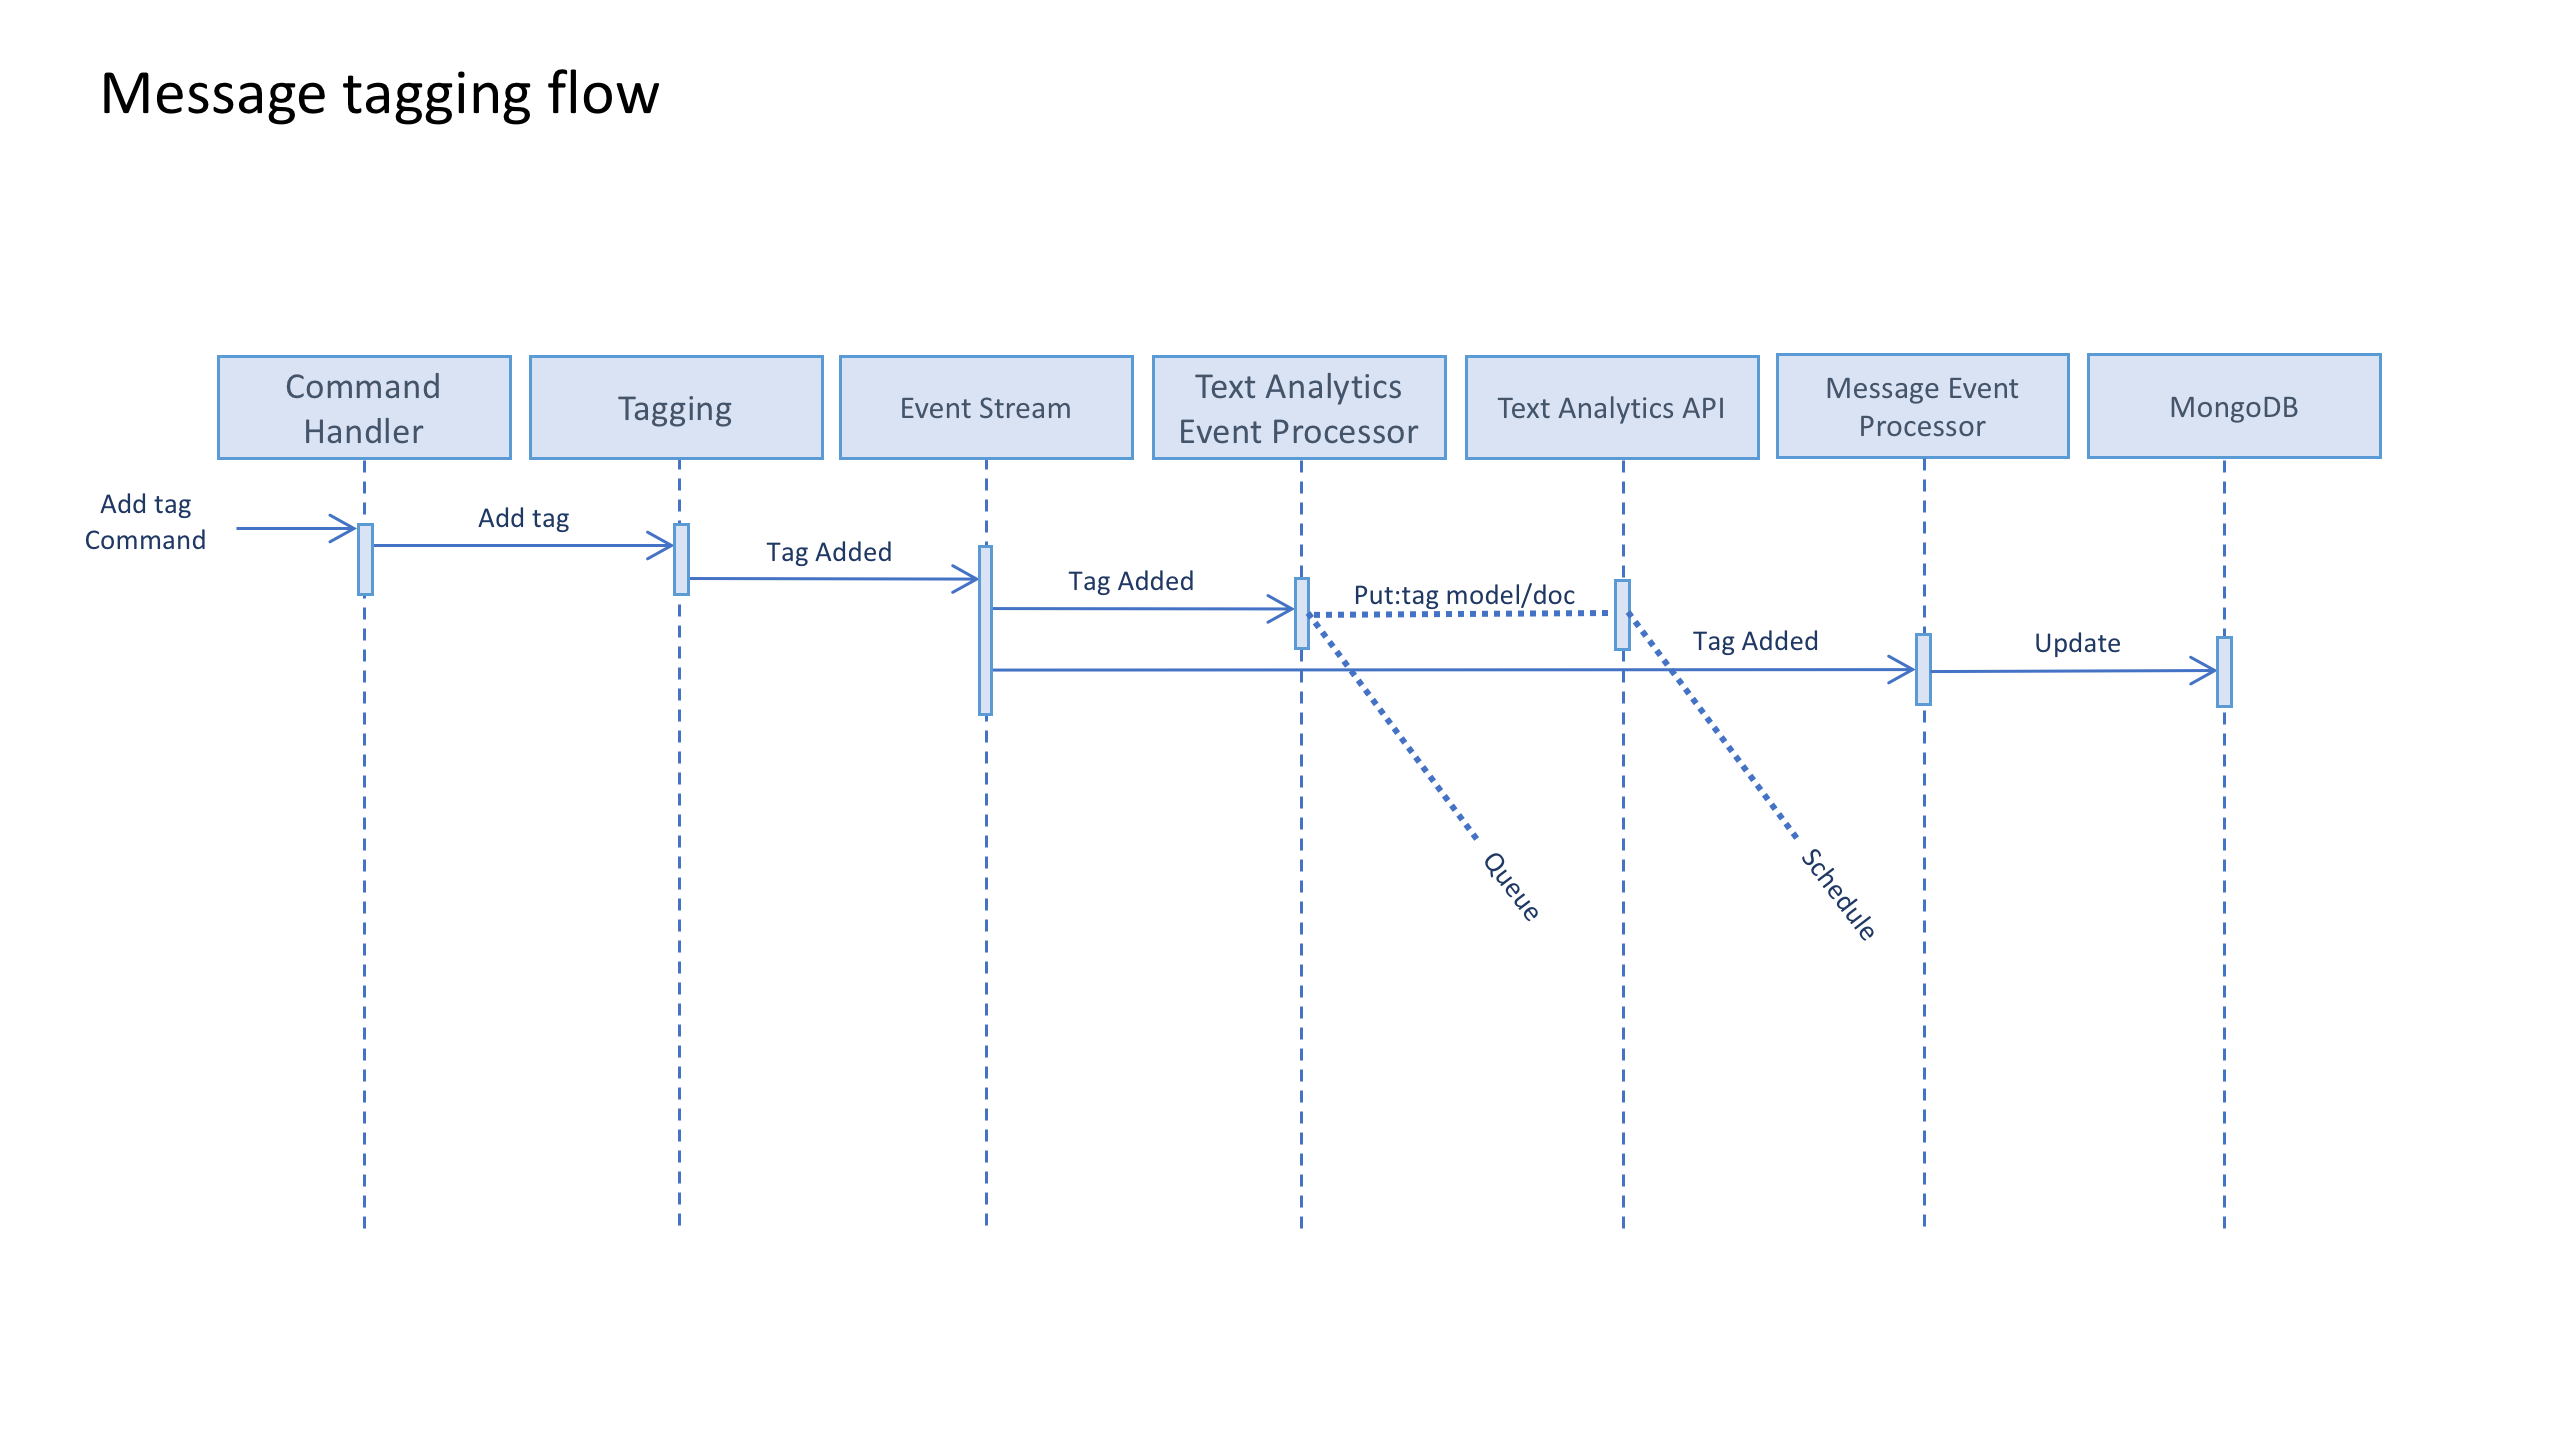 Message tagging flow
Command
Handler
Tagging
Event Stream
Text Analytics
Event Processor
Text Analytics API
Message Event
Processor
MongoDB
Add tag
Command
Add tag
Tag Added
Tag Added
Put:tag model/doc
Tag Added
Update
Queue
Schedule